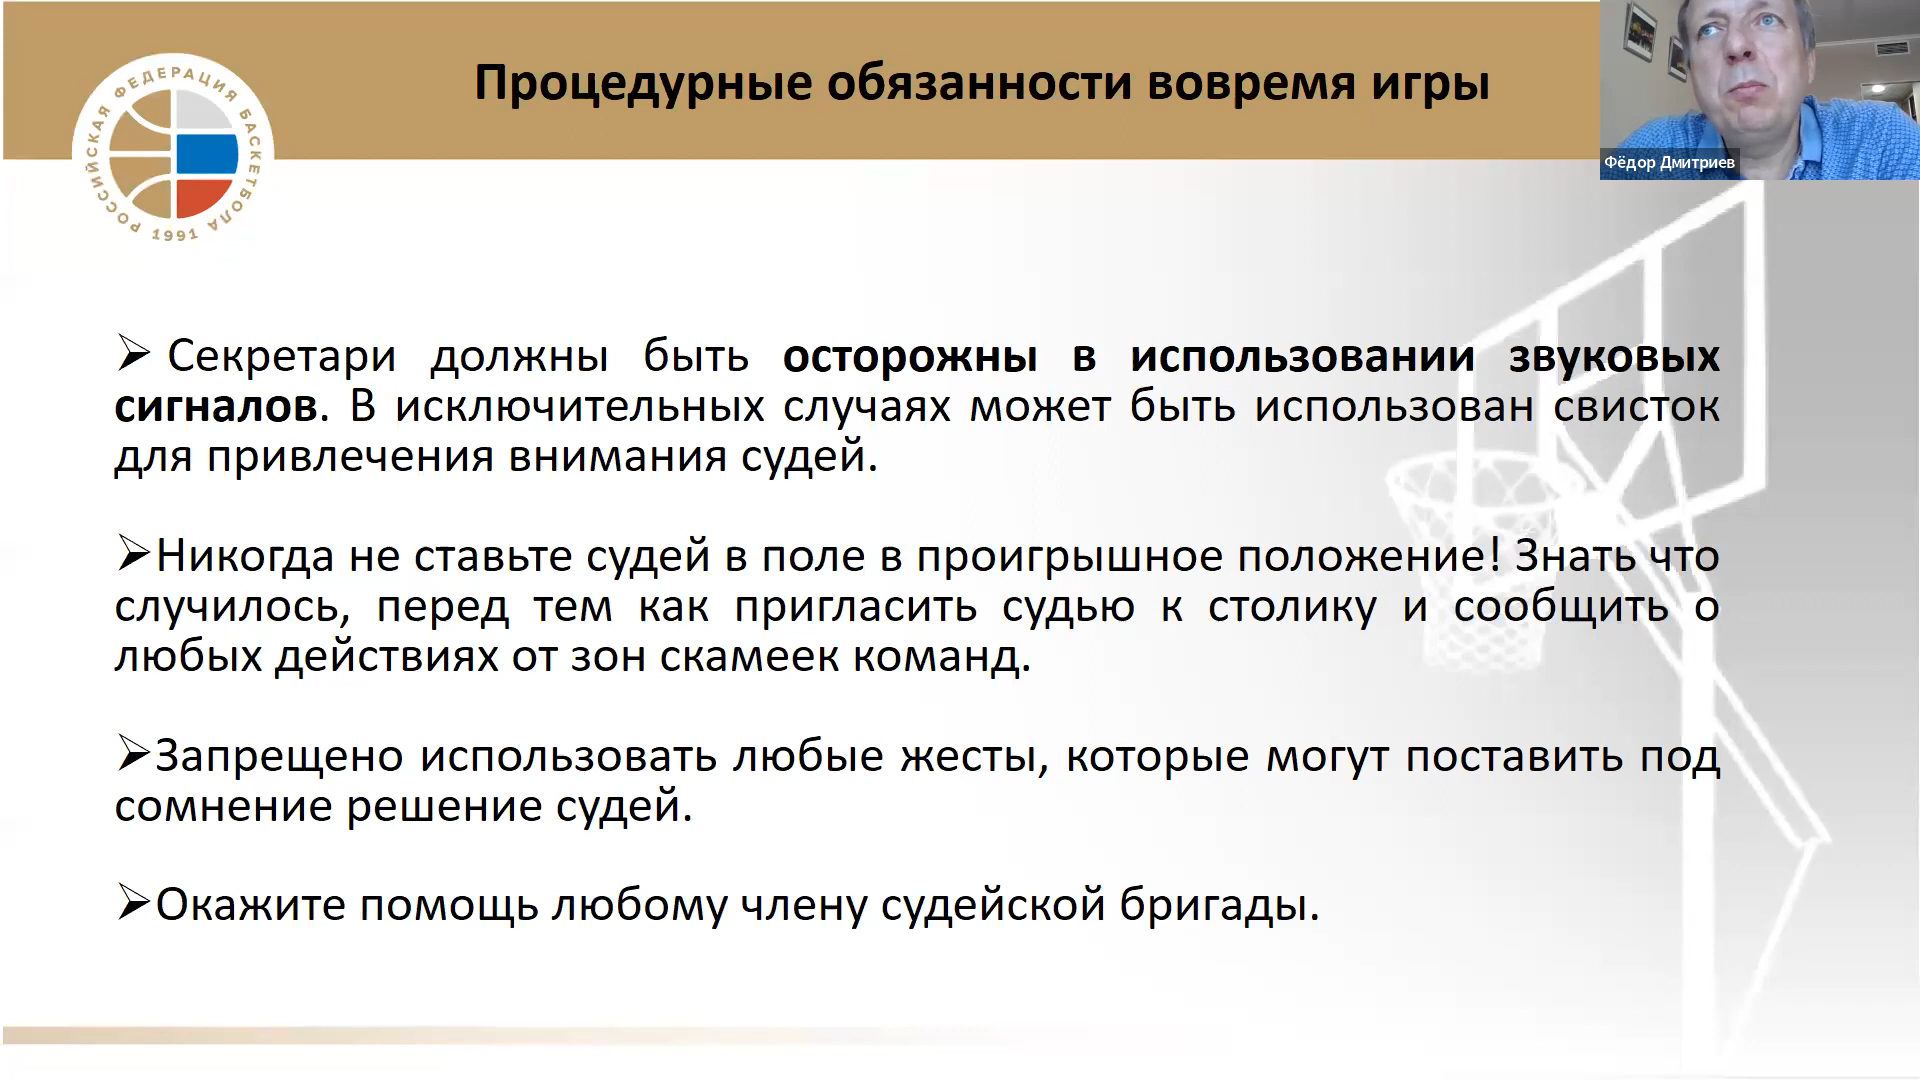 Процедурные обязанности вовремя игры
РОССИЙСКАЯ ФЕДЕРАЦИЯ БАСКЕТБОЛА
1991
Фёдор Дмитриев
➢ Секретари должны быть осторожны в использовании звуковых
сигналов. В исключительных случаях может быть использован свисток
для привлечения внимания судей.
➢Никогда не ставьте судей в поле в проигрышное положение! Знать что
случилось, перед тем как пригласить судью к столику и сообщить о
любых действиях от зон скамеек команд.
➢Запрещено использовать любые жесты, которые могут поставить под
сомнение решение судей.
➢Окажите помощь любому члену судейской бригады.